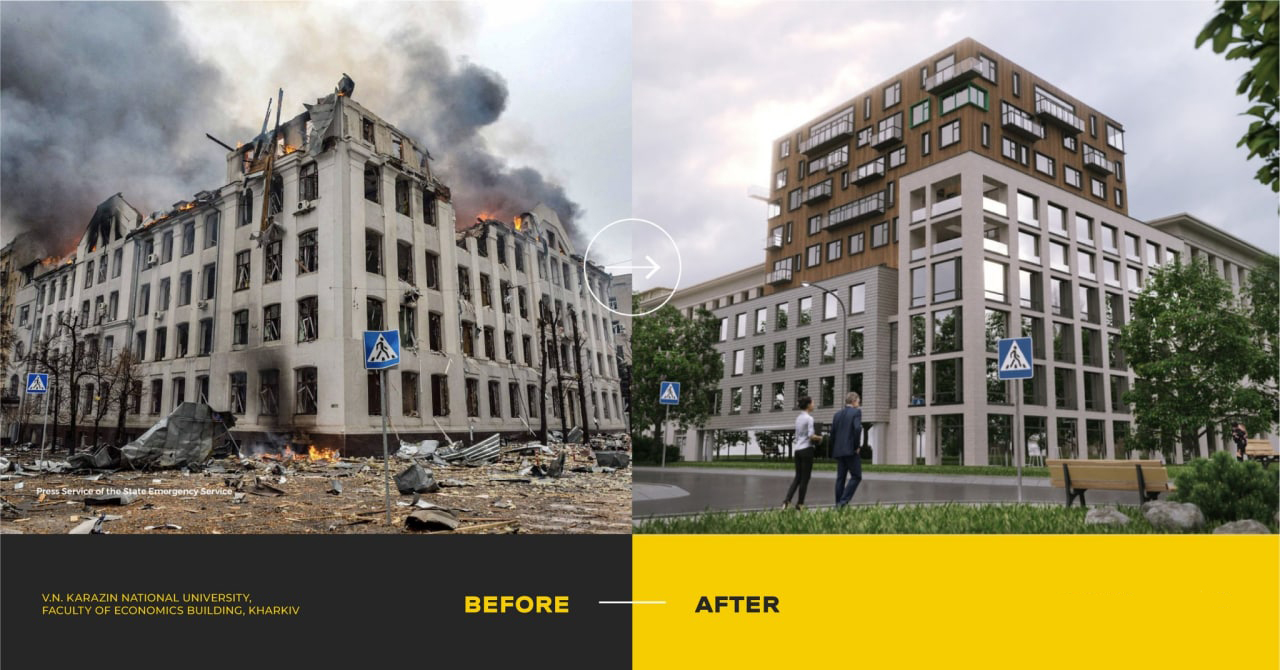 Press Service of the State Emergency Service
V.N. KARAZIN NATIONAL UNIVERSITY,
FACULTY OF ECONOMICS BUILDING, KHARKIV
BEFORE
AFTER